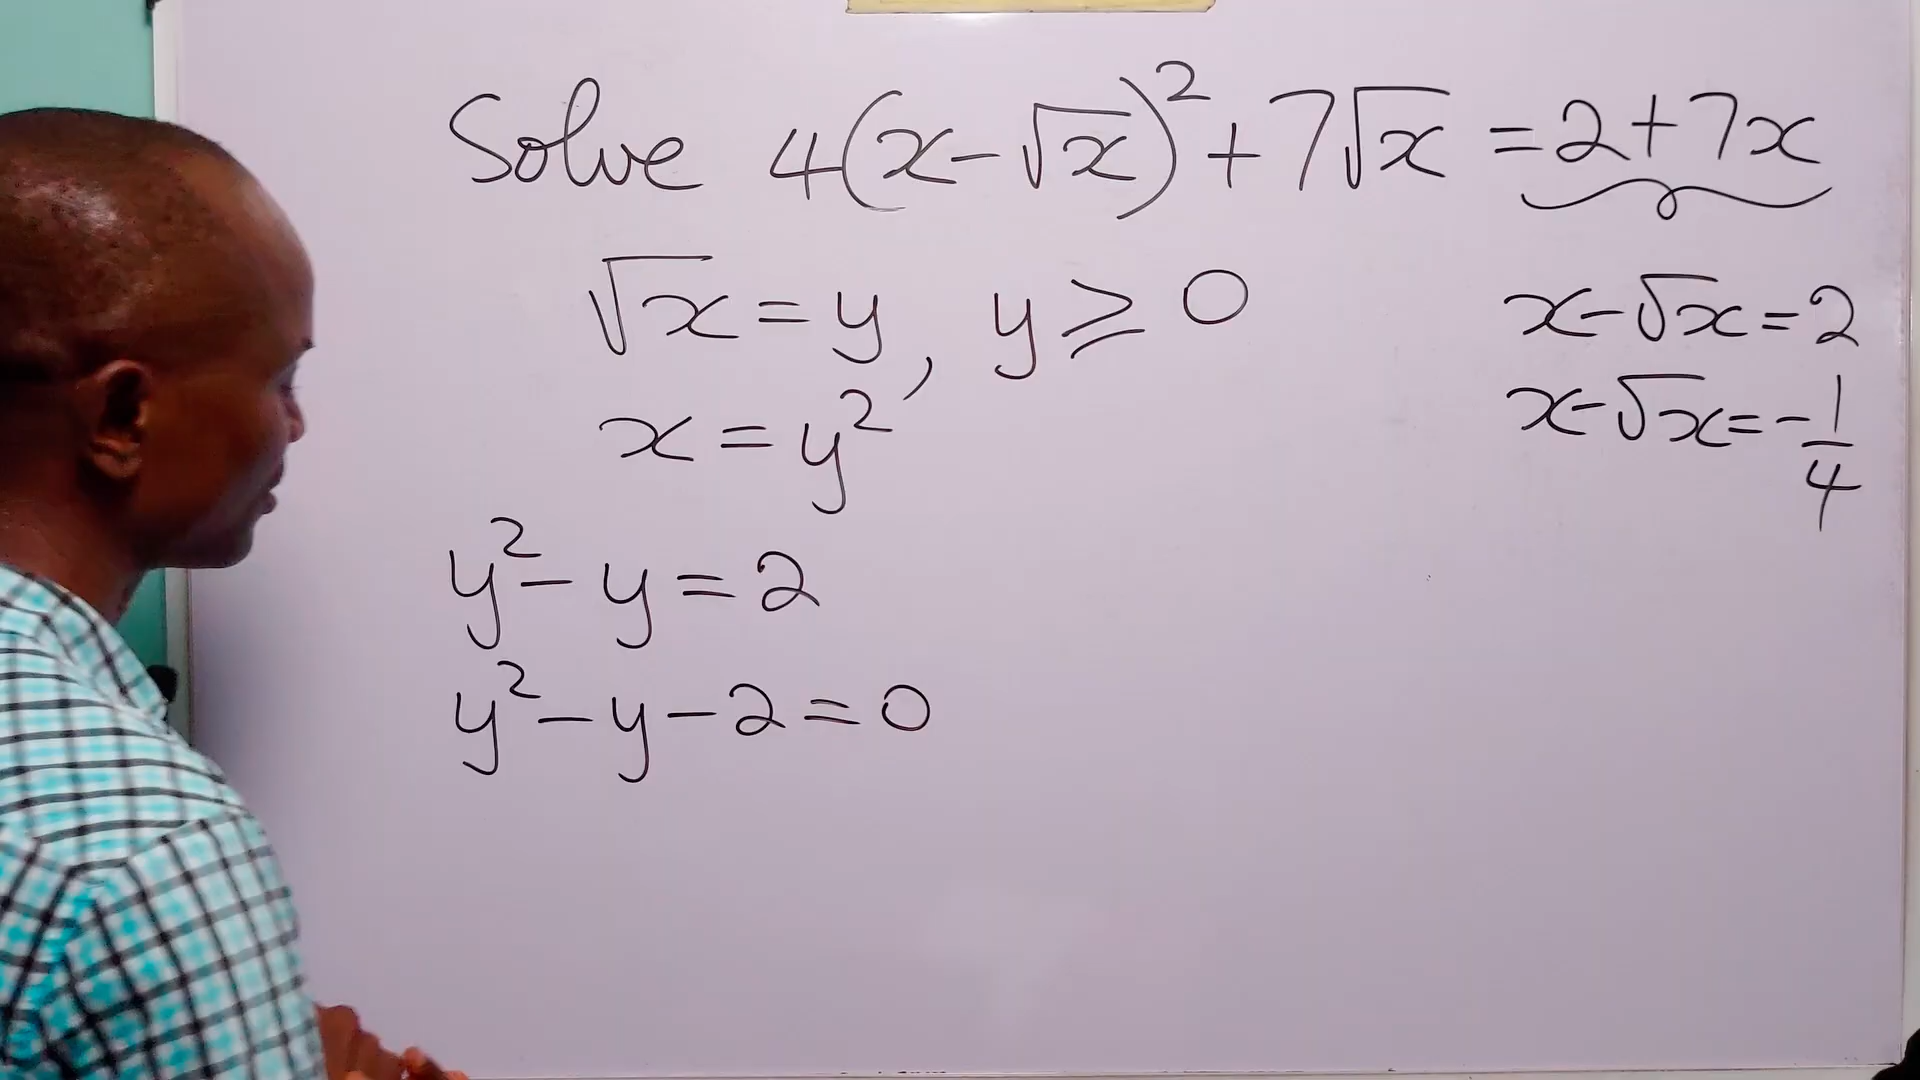 Solve 4(x-√x)² + 7√x = 2+7x
√x = y, y ≥ 0
x = y²
x-√x=2
x-√x=-1/4
y² - y = 2
y² - y - 2 = 0